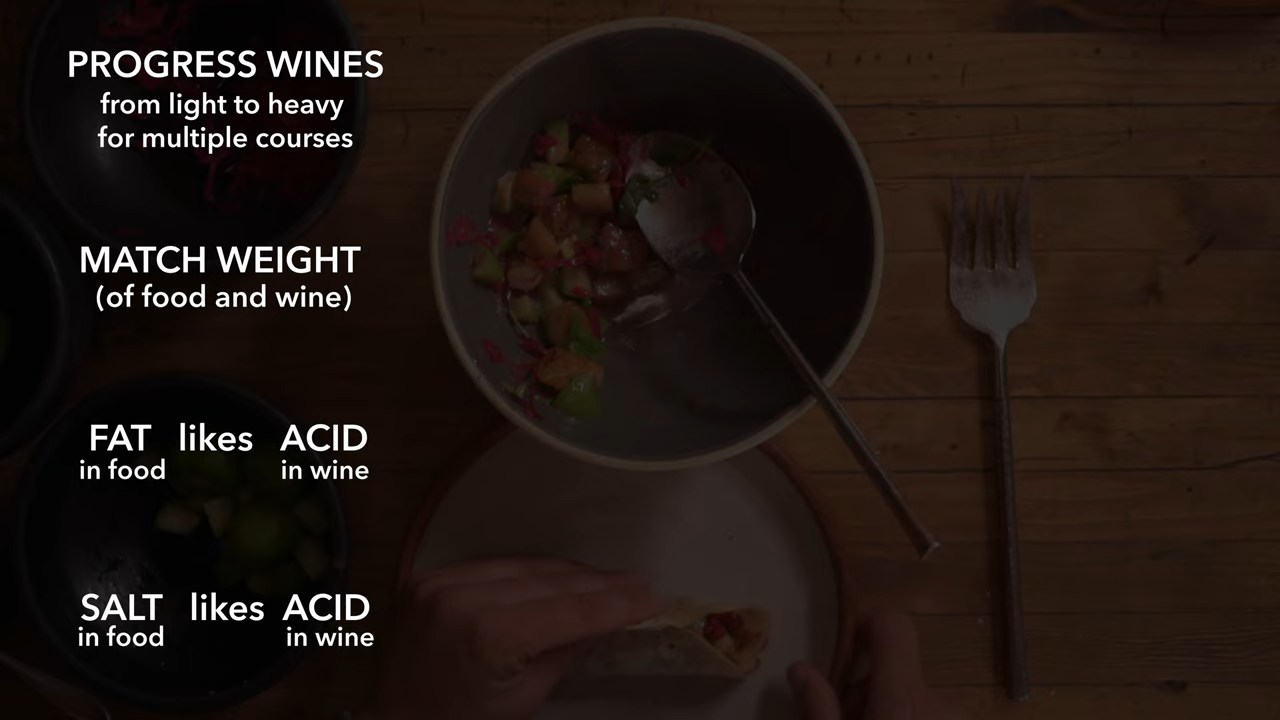 PROGRESS WINES
from light to heavy
for multiple courses
MATCH WEIGHT
(of food and wine)
FAT likes ACID
in food in wine
SALT likes ACID
in food in wine